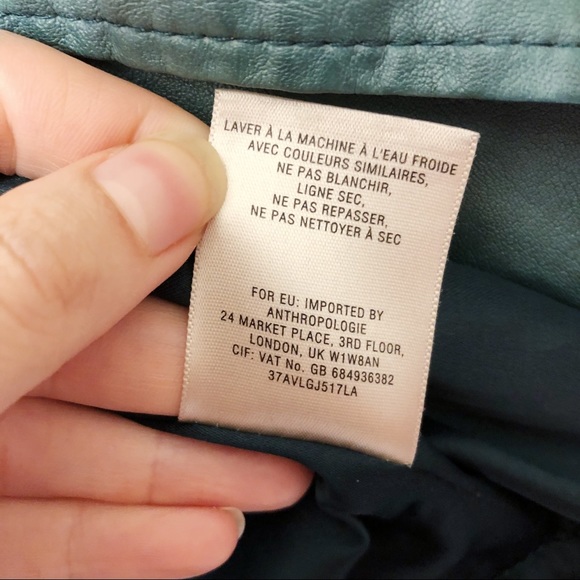 LAVER À LA MACHINE À L'EAU FROIDE
AVEC COULEURS SIMILAIRES,
NE PAS BLANCHIR,
LIGNE SEC,
NE PAS REPASSER,
NE PAS NETTOYER À SEC
FOR EU: IMPORTED BY
ANTHROPOLOGIE
24 MARKET PLACE, 3RD FLOOR,
LONDON, UK W1W8AN
CIF: VAT No. GB 684936382
37AVLGJ517LA